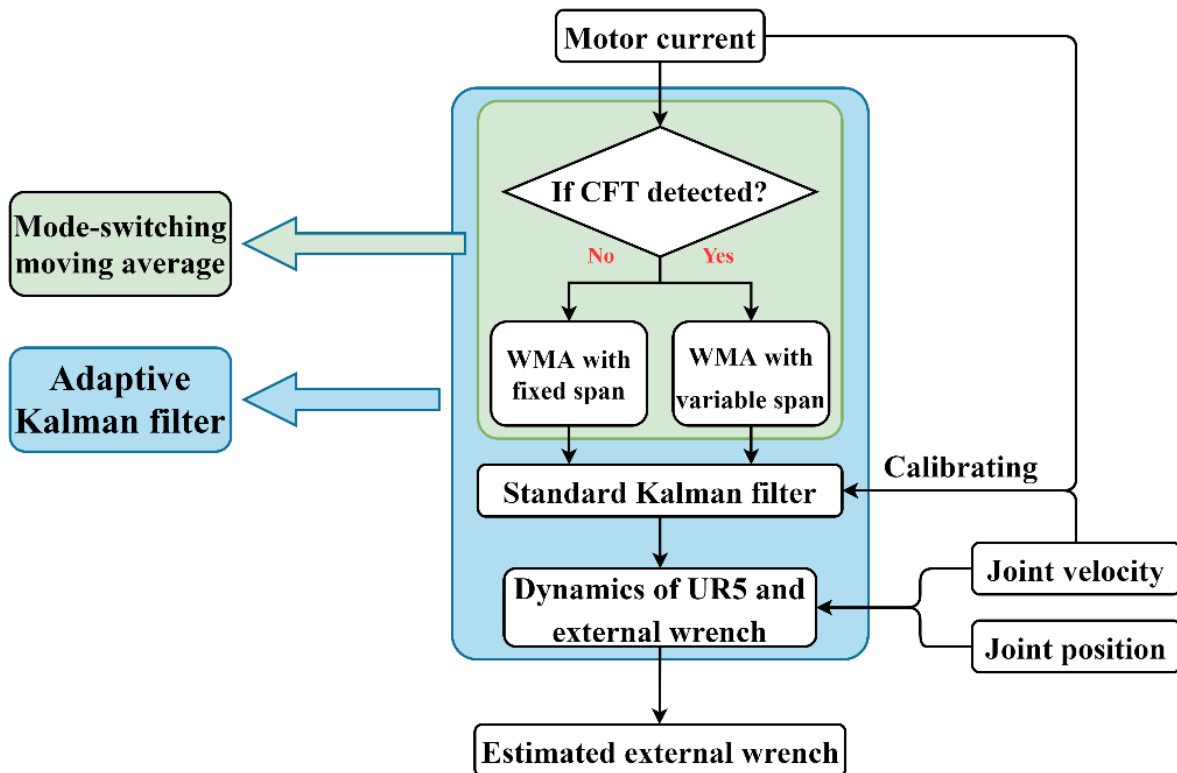 Motor current
If CFT detected?
Mode-switching
moving average
No
Yes
WMA with
fixed span
WMA with
variable span
Adaptive
Kalman filter
Calibrating
Standard Kalman filter
Joint velocity
Dynamics of UR5 and
external wrench
Joint position
Estimated external wrench